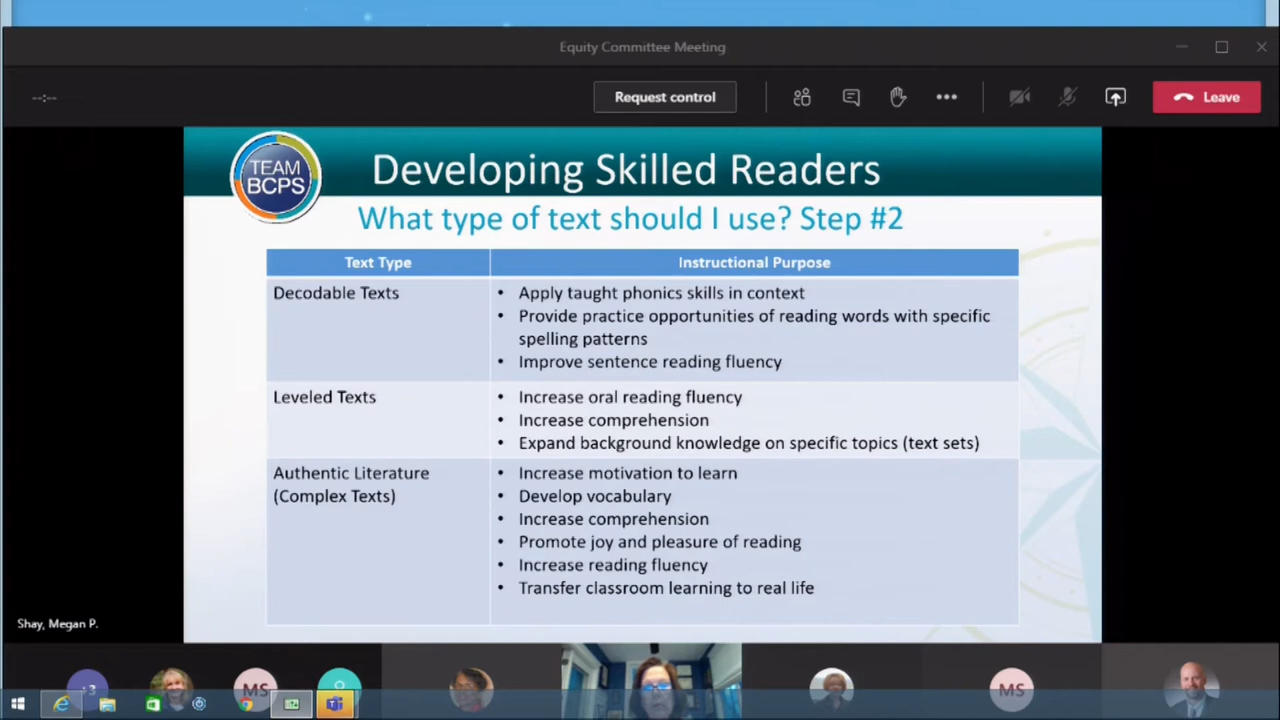 Equity Committee Meeting
--:--
Request control
Leave
TEAM
BCPS
Developing Skilled Readers
What type of text should I use? Step #2
Text Type
Instructional Purpose
Decodable Texts
• Apply taught phonics skills in context
• Provide practice opportunities of reading words with specific
spelling patterns
• Improve sentence reading fluency
Leveled Texts
• Increase oral reading fluency
• Increase comprehension
• Expand background knowledge on specific topics (text sets)
Authentic Literature
(Complex Texts)
• Increase motivation to learn
• Develop vocabulary
• Increase comprehension
• Promote joy and pleasure of reading
• Increase reading fluency
• Transfer classroom learning to real life
Shay, Megan P.
+3
MS
MS